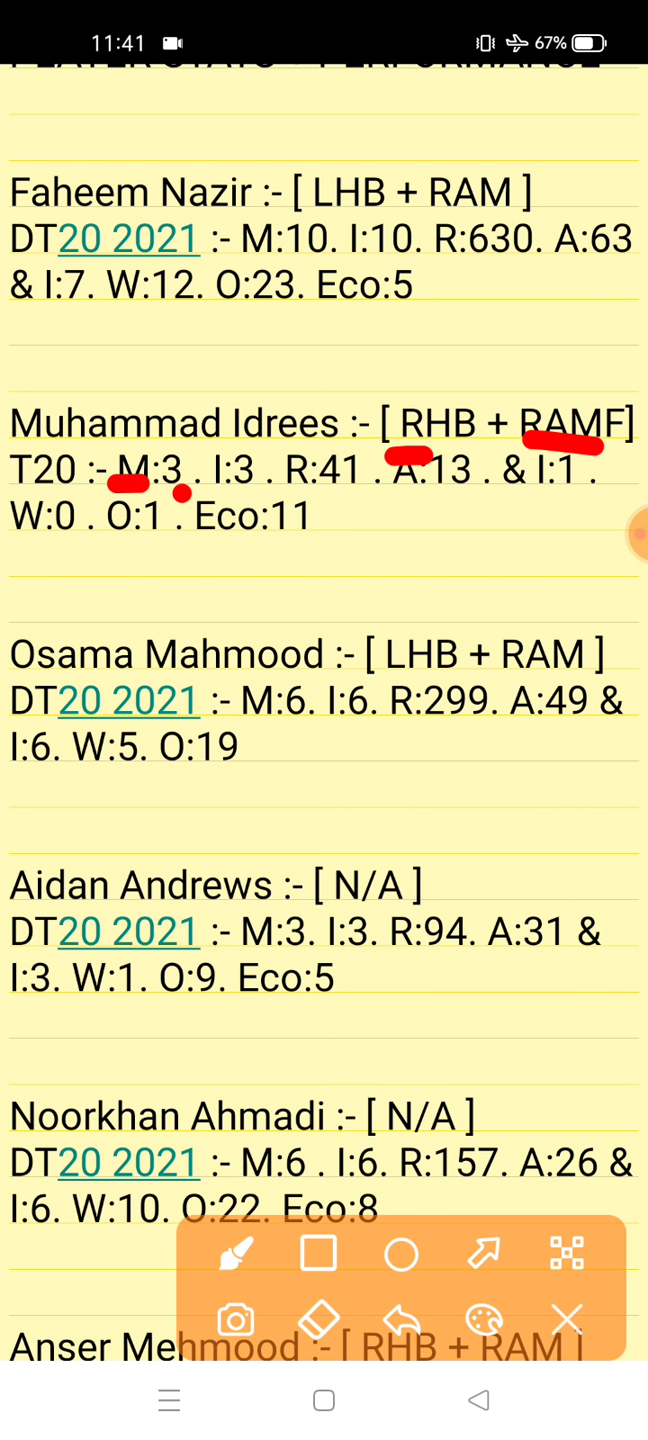 11:41
67%
PLAYER STATS - PERFORMANCE
Faheem Nazir :- [ LHB + RAM ]
DT20 2021 :- M:10. I:10. R:630. A:63
& I:7. W:12. O:23. Eco:5
Muhammad Idrees :- [ RHB + RAMF]
T20 :- M:3 . I:3 . R:41 . A:13 . & I:1 .
W:0 . O:1 . Eco:11
Osama Mahmood :- [ LHB + RAM ]
DT20 2021 :- M:6. I:6. R:299. A:49 &
I:6. W:5. O:19
Aidan Andrews :- [ N/A ]
DT20 2021 :- M:3. I:3. R:94. A:31 &
I:3. W:1. O:9. Eco:5
Noorkhan Ahmadi :- [ N/A ]
DT20 2021 :- M:6 . I:6. R:157. A:26 &
I:6. W:10. O:22. Eco:8
Anser Mehmood :- [ RHB + RAM ]